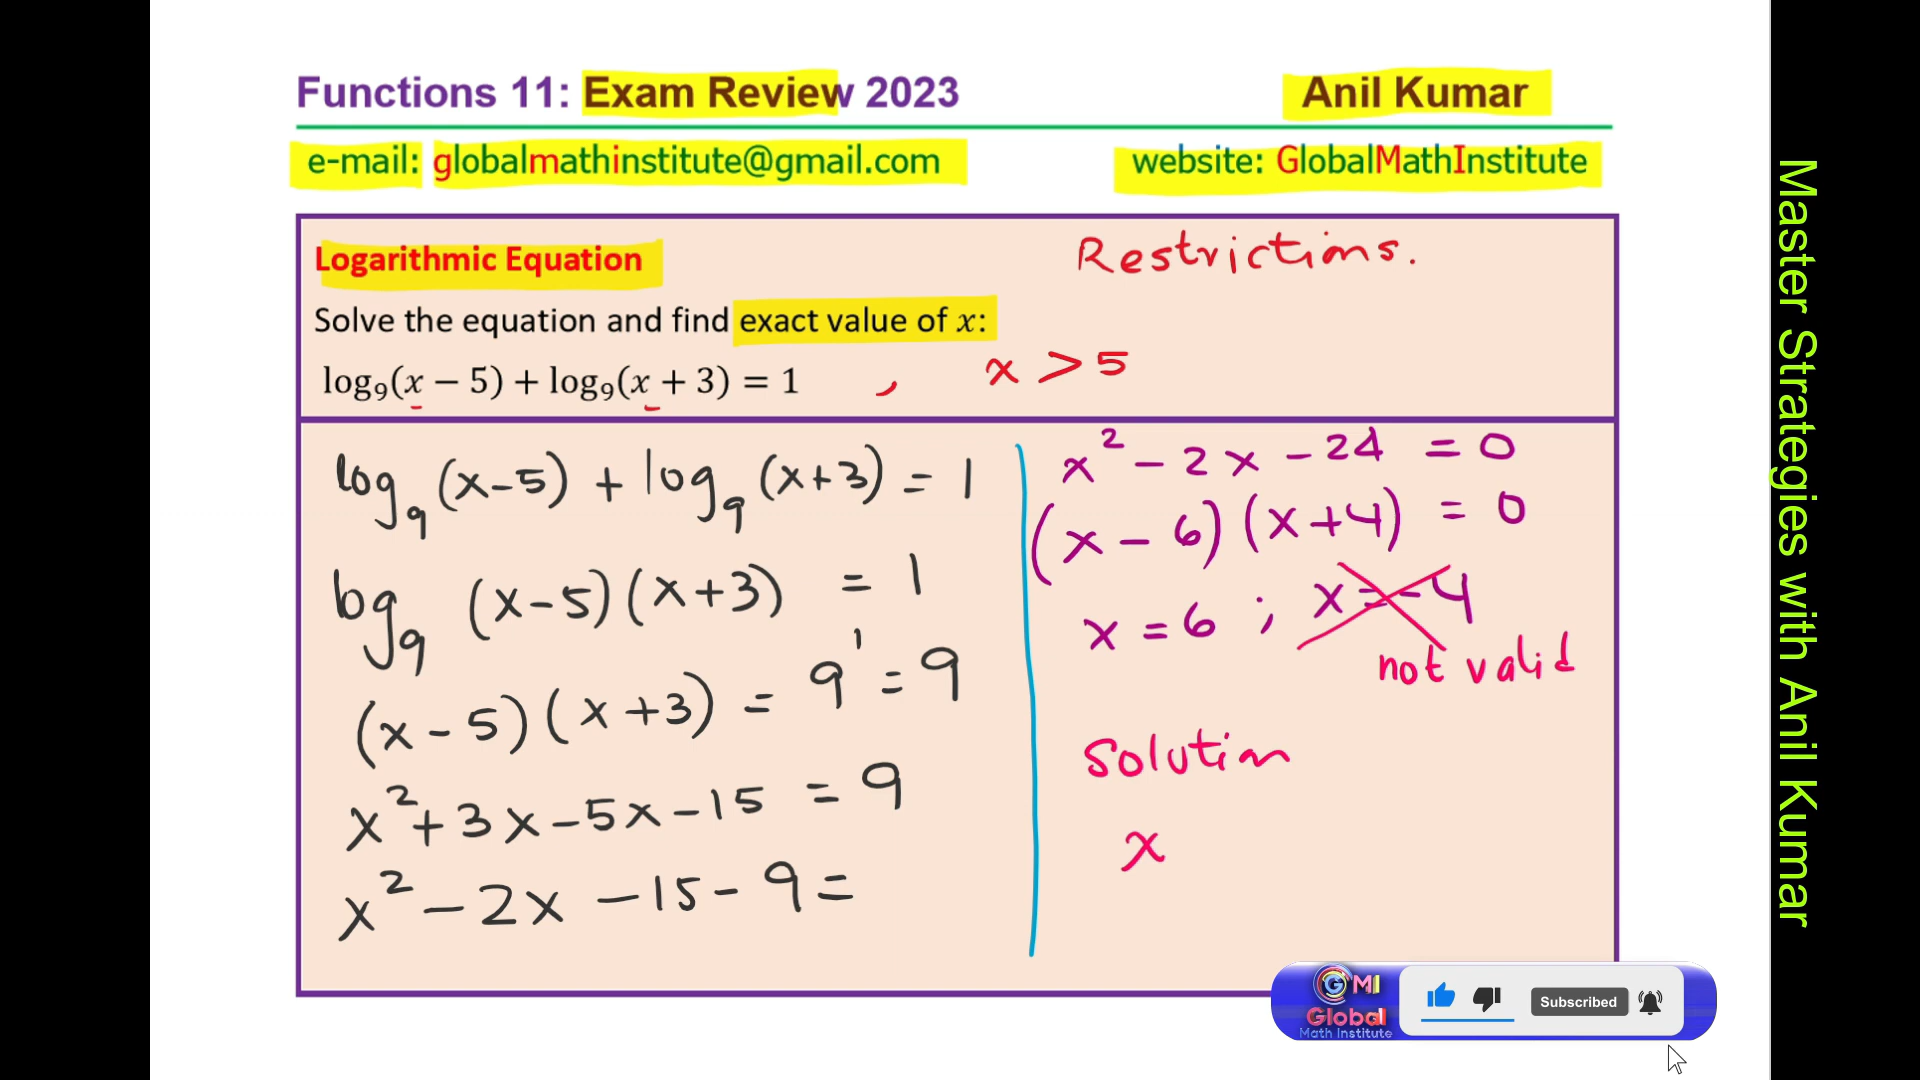 Functions 11: Exam Review 2023
Anil Kumar
e-mail: globalmathinstitute@gmail.com
website: GlobalMathInstitute
Logarithmic Equation
Restrictions.
Solve the equation and find exact value of x:
log₉(x − 5) + log₉(x + 3) = 1 , x > 5
log₉ (x-5) + log₉ (x+3) = 1
log₉ (x-5)(x+3) = 1
(x-5)(x+3) = 9¹ = 9
x²+3x-5x-15 = 9
x²-2x-15-9=
x²-2x-24 = 0
(x-6)(x+4) = 0
x = 6 ; x=-4
not valid
Solution
x
Master Strategies with Anil Kumar
GMI
Global
Math Institute
Subscribed